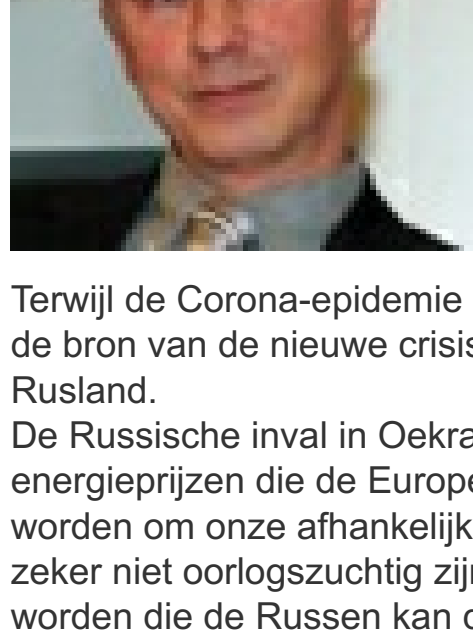 Terwijl de Corona-epidemie
de bron van de nieuwe crisis
Rusland.
De Russische inval in Oekra
energieprijzen die de Europe
worden om onze afhankelijk
zeker niet oorlogszuchtig zijn
worden die de Russen kan